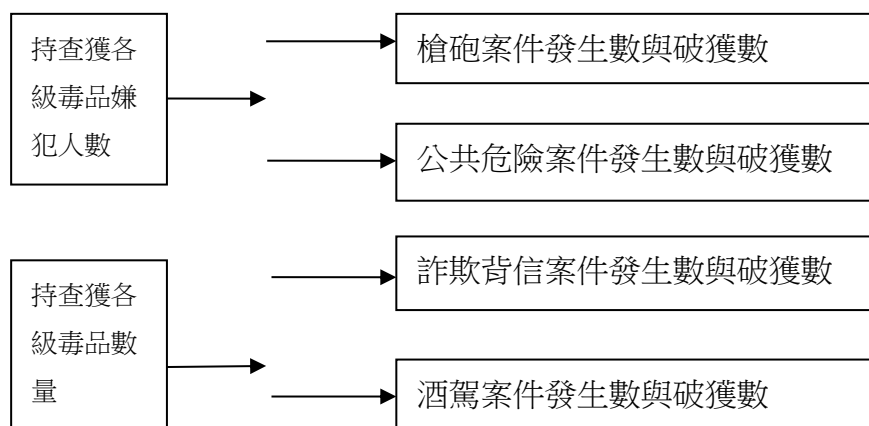 持查獲各
級毒品嫌
犯人數
槍砲案件發生數與破獲數
公共危險案件發生數與破獲數
持查獲各
級毒品數
量
詐欺背信案件發生數與破獲數
酒駕案件發生數與破獲數